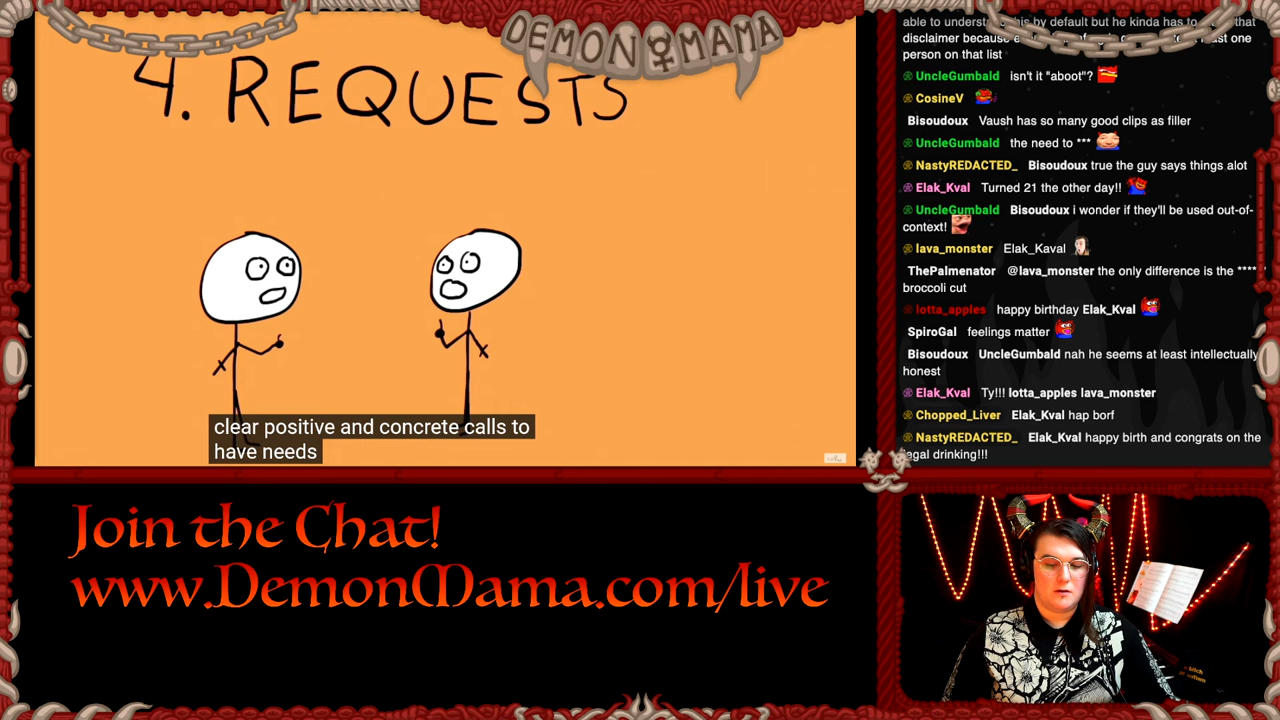 DEMON MAMA
4. REQUESTS
clear positive and concrete calls to
have needs
disclaimer because
person on that list
UncleGumbald isn't it "aboot"?
CosineV
Bisoudoux Vaush has so many good clips as filler
UncleGumbald the need to ***
NastyREDACTED_ Bisoudoux true the guy says things alot
Elak_Kval Turned 21 the other day!!
UncleGumbald Bisoudoux i wonder if they'll be used out-of-
context!
lava_monster Elak_Kaval
ThePalmenator @lava_monster the only difference is the ****
broccoli cut
lotta_apples happy birthday Elak_Kval
SpiroGal feelings matter
Bisoudoux UncleGumbald nah he seems at least intellectually
honest
Elak_Kval Ty!!! lotta_apples lava_monster
Chopped_Liver Elak_Kval hap borf
NastyREDACTED_ Elak_Kval happy birth and congrats on the
legal drinking!!!
Join the Chat!
www.DemonMama.com/live